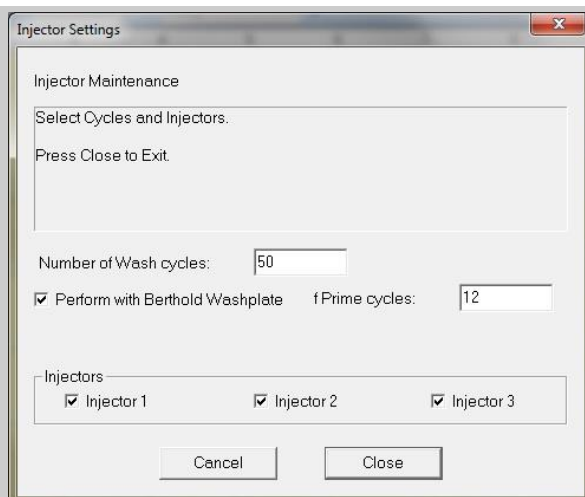 Injector Settings
Injector Maintenance
Select Cycles and Injectors.
Press Close to Exit.
Number of Wash cycles: 50
Perform with Berthold Washplate f Prime cycles: 12
Injectors
Injector 1 Injector 2 Injector 3
Cancel Close